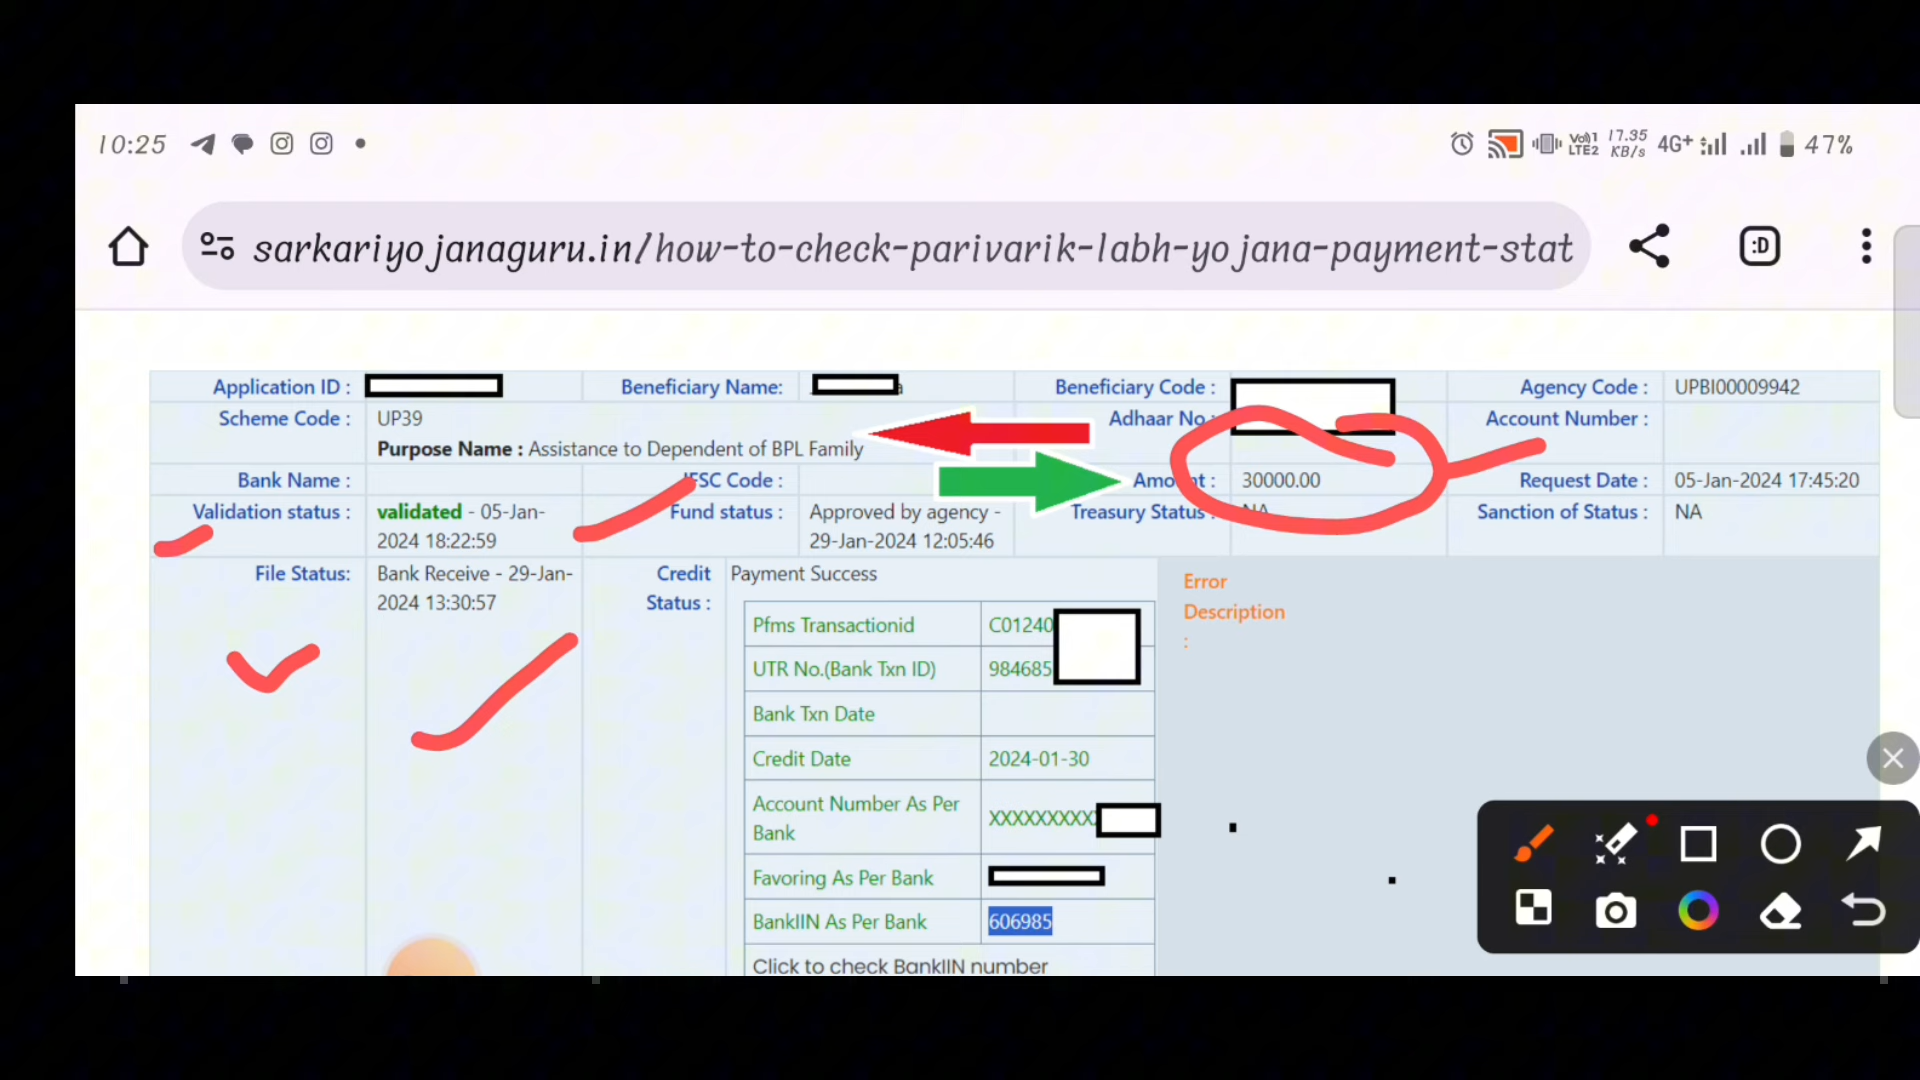 10:25 Vo))1 LTE2 17.35 KB/s 4G+ 47%
sarkariyojanaguru.in/how-to-check-parivarik-labh-yojana-payment-stat :D
Application ID : Beneficiary Name: Beneficiary Code : Agency Code : UPBI00009942
Scheme Code : UP39 Adhaar No.: Account Number :
Purpose Name : Assistance to Dependent of BPL Family
Bank Name : IFSC Code : Amount : 30000.00 Request Date : 05-Jan-2024 17:45:20
Validation status : validated - 05-Jan- Fund status : Approved by agency - Treasury Status : NA Sanction of Status : NA
2024 18:22:59 29-Jan-2024 12:05:46
File Status: Bank Receive - 29-Jan- Credit Payment Success Error
2024 13:30:57 Status : Description
:
Pfms Transactionid C01240
UTR No.(Bank Txn ID) 984685
Bank Txn Date
Credit Date 2024-01-30
Account Number As Per
Bank XXXXXXXXX
Favoring As Per Bank
BankIIN As Per Bank 606985
Click to check BankIIN number